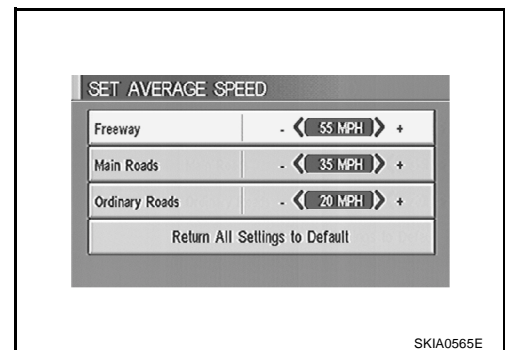 SET AVERAGE SPEED
Freeway - 55 MPH +
Main Roads - 35 MPH +
Ordinary Roads - 20 MPH +
Return All Settings to Default
SKIA0565E